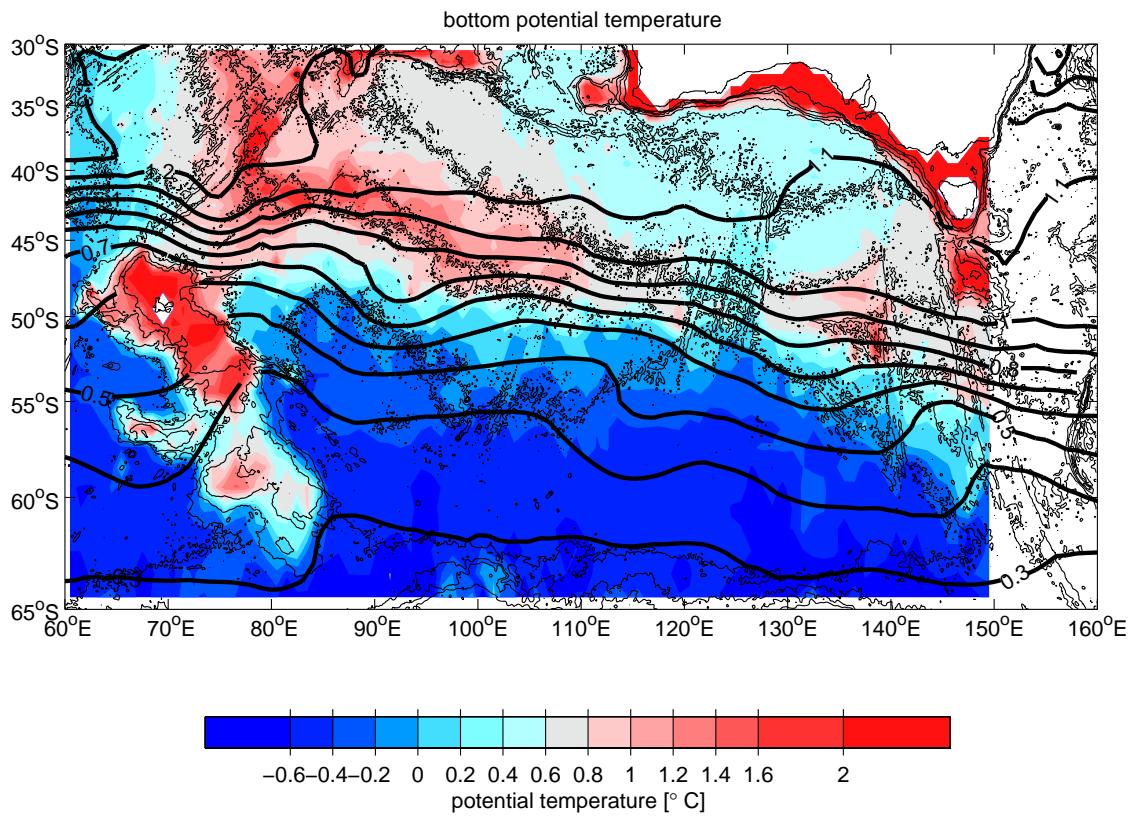 bottom potential temperature
30°S
35°S
40°S
45°S
50°S
55°S
60°S
65°S
1.1
1
0.7
0.5
0.3
60°E 70°E 80°E 90°E 100°E 110°E 120°E 130°E 140°E 150°E 160°E
−0.6 −0.4 −0.2 0 0.2 0.4 0.6 0.8 1 1.2 1.4 1.6 2
potential temperature [° C]